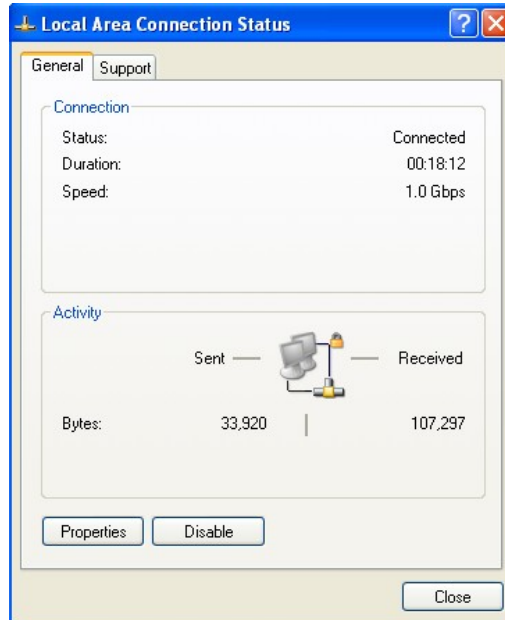 Local Area Connection Status
General Support
Connection
Status: Connected
Duration: 00:18:12
Speed: 1.0 Gbps
Activity
Sent Received
Bytes: 33,920 107,297
Properties Disable
Close